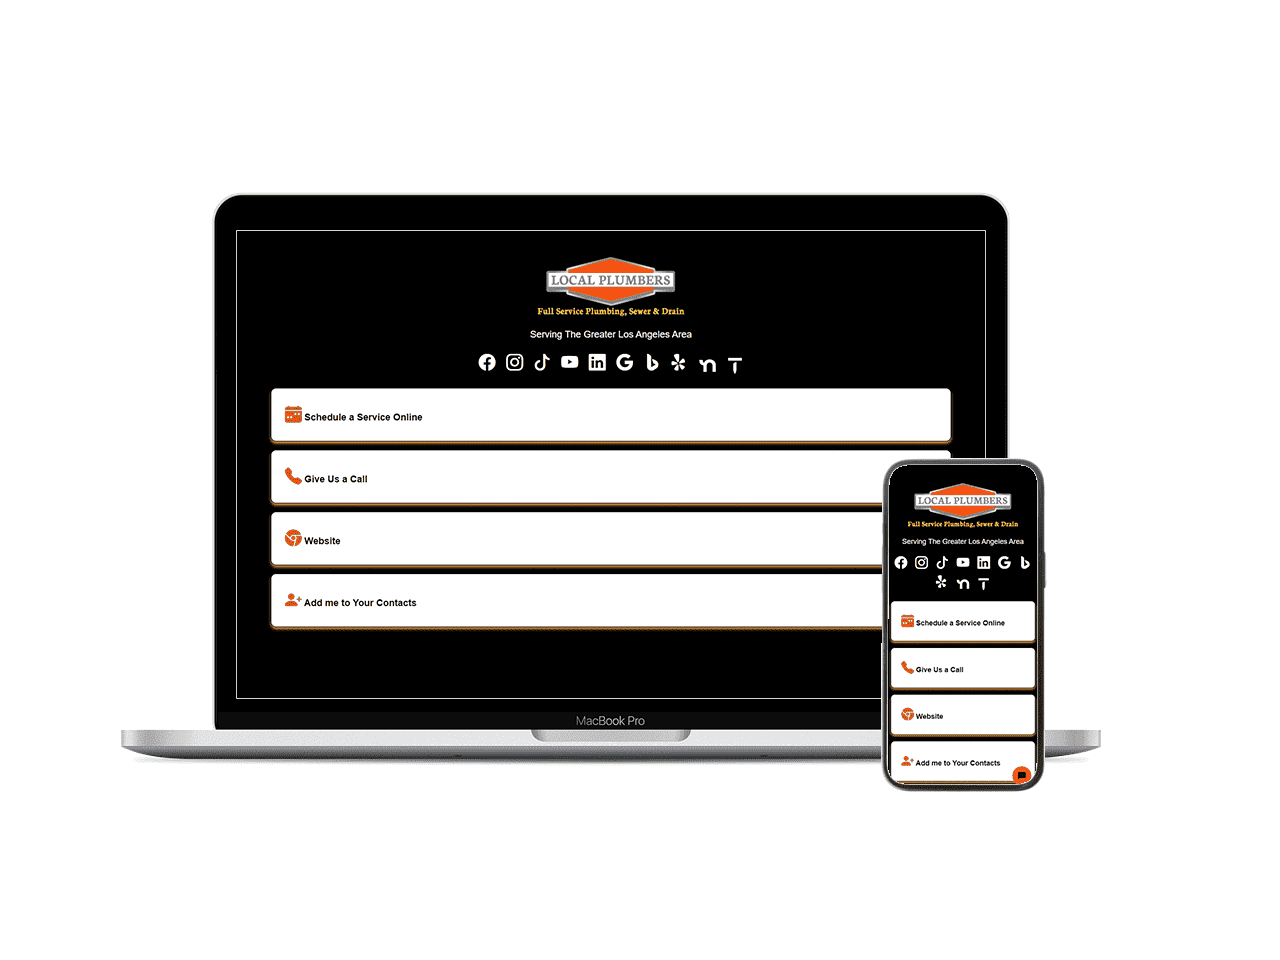 LOCAL PLUMBERS
Full Service Plumbing, Sewer & Drain
Serving The Greater Los Angeles Area
Schedule a Service Online
Give Us a Call
Website
Add me to Your Contacts
MacBook Pro
LOCAL PLUMBERS
Full Service Plumbing, Sewer & Drain
Serving The Greater Los Angeles Area
Schedule a Service Online
Give Us a Call
Website
Add me to Your Contacts